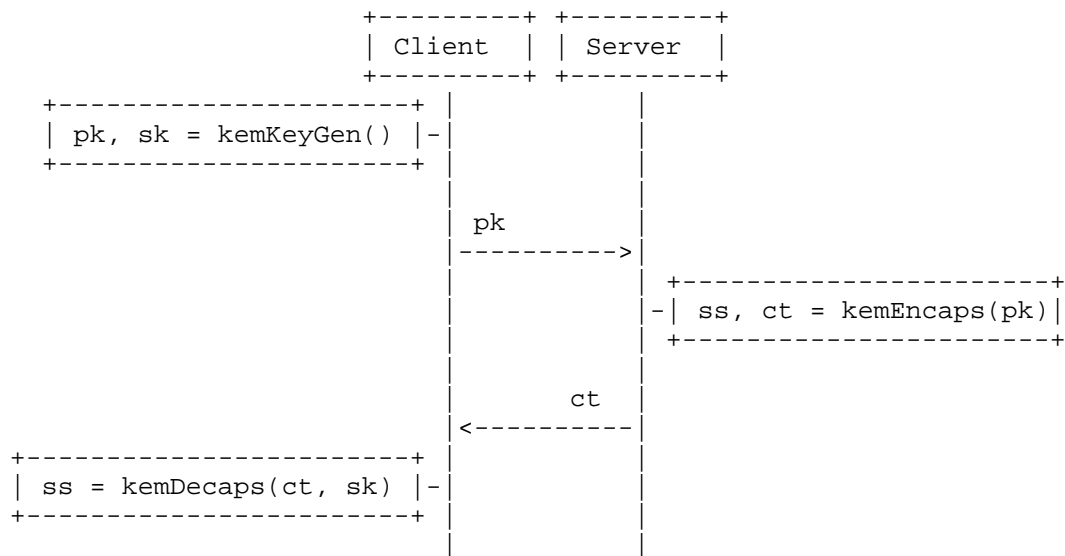 Client Server
pk, sk = kemKeyGen()
pk
ss, ct = kemEncaps(pk)
ct
ss = kemDecaps(ct, sk)